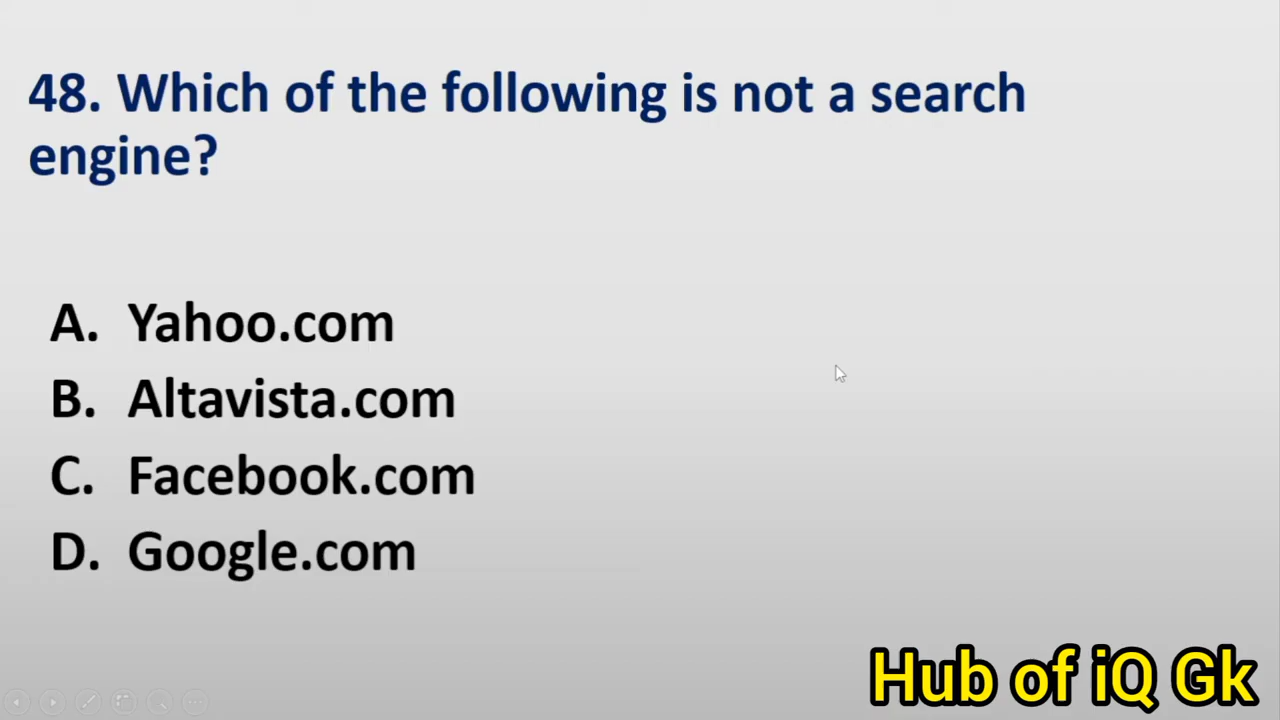 48. Which of the following is not a search
engine?
A. Yahoo.com
B. Altavista.com
C. Facebook.com
D. Google.com
Hub of iQ Gk